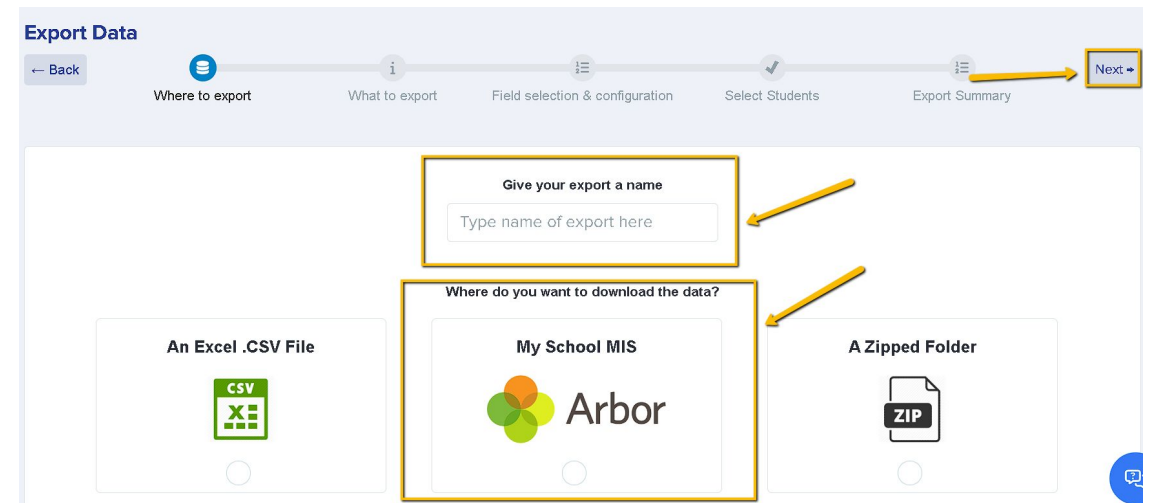 Export Data
← Back
Next →
Where to export
What to export
Field selection & configuration
Select Students
Export Summary
Give your export a name
Type name of export here
Where do you want to download the data?
An Excel .CSV File
My School MIS
A Zipped Folder
CSV
X
Arbor
ZIP